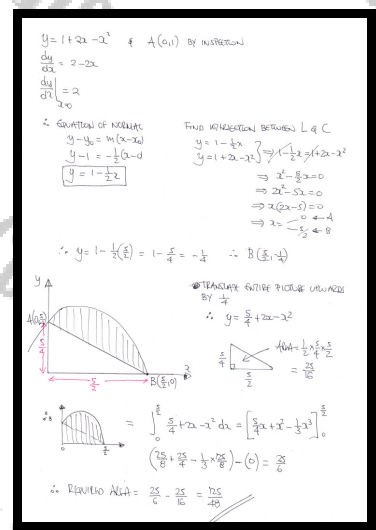 y = 1 + 2x - x² & A(0,1) BY INSPECTION
dy/dx = 2 - 2x
dy/dx | x=0 = 2
∴ EQUATION OF NORMAL
y - y₀ = m(x - x₀)
y - 1 = -½(x - 0)
y = 1 - ½x
FIND INTERSECTION BETWEEN L & C
y = 1 - ½x
y = 1 + 2x - x² } ⇒ 1 - ½x = 1 + 2x - x²
⇒ x² - 5/2x = 0
⇒ 2x² - 5x = 0
⇒ x(2x - 5) = 0
⇒ x = 0 ← A
5/2 ← B
∴ y = 1 - ½(5/2) = 1 - 5/4 = -¼ ∴ B(5/2, -¼)
TRANSLATE ENTIRE PICTURE UPWARDS
BY ¼
∴ y = 5/4 + 2x - x²
y
A(0,5/4)
5/4
5/2
B(5/2,0)
x
5/4
5/2
AREA = ½ × 5/4 × 5/2
= 25/16
5/2
= ∫₀^(5/2) 5/4 + 2x - x² dx = [5/4x + x² - ⅓x³]₀^(5/2)
(25/8 + 25/4 - ⅓ × 125/8) - (0) = 25/6
∴ REQUIRED AREA = 25/6 - 25/16 = 125/48